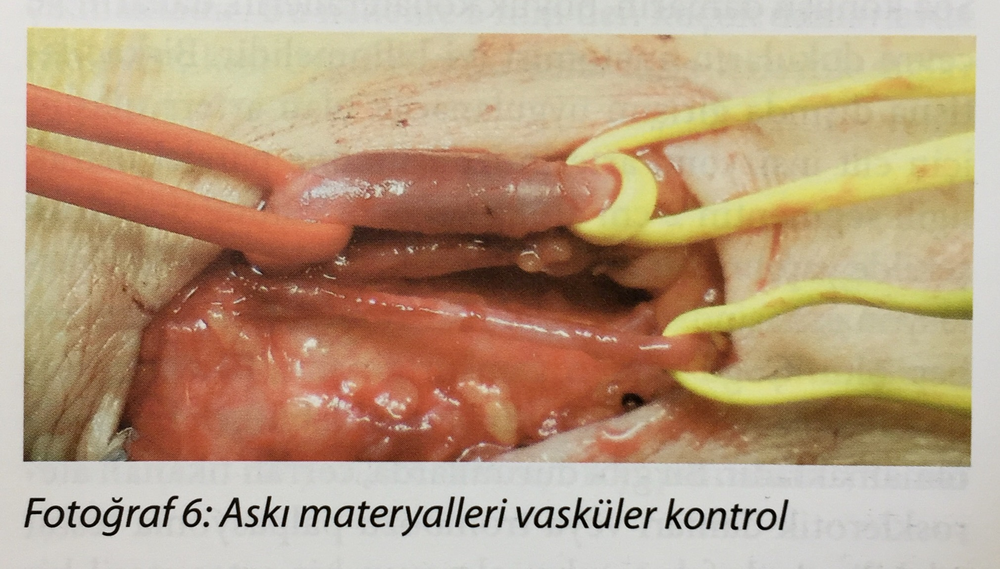 Fotoğraf 6: Askı materyalleri vasküler kontrol